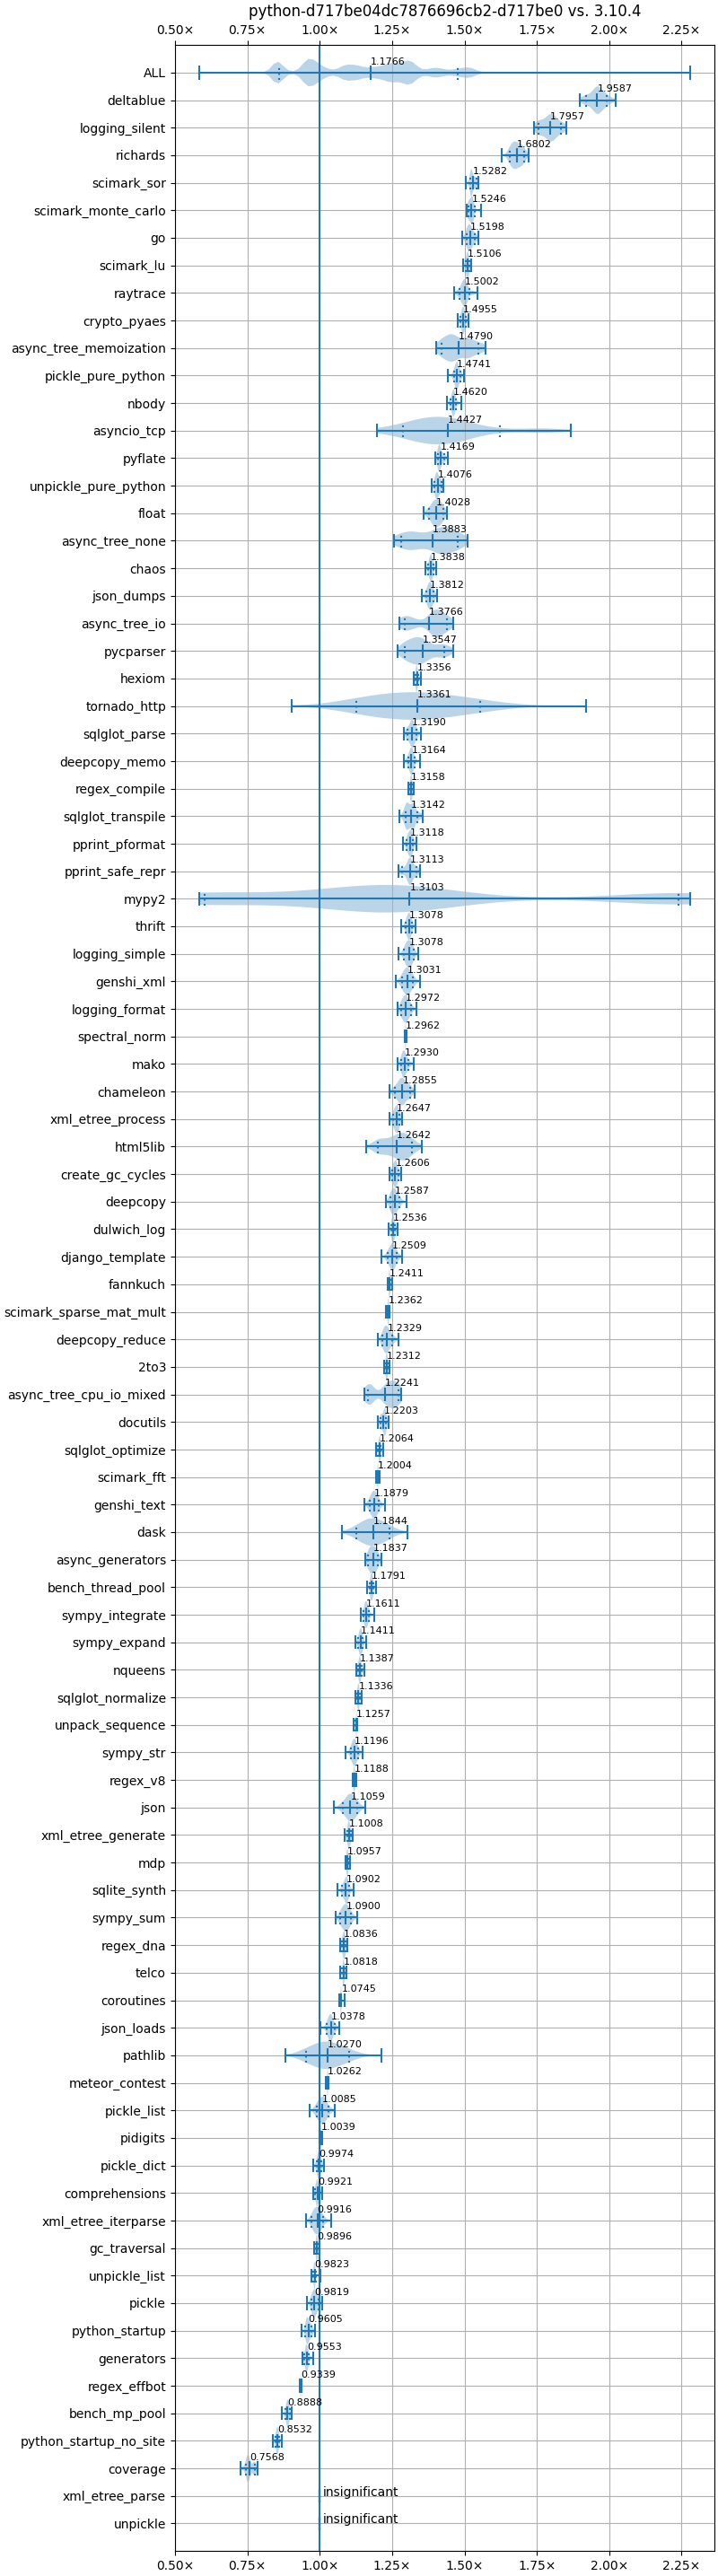 python-d717be04dc7876696cb2-d717be0 vs. 3.10.4
0.50× 0.75× 1.00× 1.25× 1.50× 1.75× 2.00× 2.25×
ALL 1.1766
deltablue 1.9587
logging_silent 1.7957
richards 1.6802
scimark_sor 1.5282
scimark_monte_carlo 1.5246
go 1.5198
scimark_lu 1.5106
raytrace 1.5002
crypto_pyaes 1.4955
async_tree_memoization 1.4790
pickle_pure_python 1.4741
nbody 1.4620
asyncio_tcp 1.4427
pyflate 1.4169
unpickle_pure_python 1.4076
float 1.4028
async_tree_none 1.3883
chaos 1.3838
json_dumps 1.3812
async_tree_io 1.3766
pycparser 1.3547
hexiom 1.3356
tornado_http 1.3361
sqlglot_parse 1.3190
deepcopy_memo 1.3164
regex_compile 1.3158
sqlglot_transpile 1.3142
pprint_pformat 1.3118
pprint_safe_repr 1.3113
mypy2 1.3103
thrift 1.3078
logging_simple 1.3078
genshi_xml 1.3031
logging_format 1.2972
spectral_norm 1.2962
mako 1.2930
chameleon 1.2855
xml_etree_process 1.2647
html5lib 1.2642
create_gc_cycles 1.2606
deepcopy 1.2587
dulwich_log 1.2536
django_template 1.2509
fannkuch 1.2411
scimark_sparse_mat_mult 1.2362
deepcopy_reduce 1.2329
2to3 1.2312
async_tree_cpu_io_mixed 1.2241
docutils 1.2203
sqlglot_optimize 1.2064
scimark_fft 1.2004
genshi_text 1.1879
dask 1.1844
async_generators 1.1837
bench_thread_pool 1.1791
sympy_integrate 1.1611
sympy_expand 1.1411
nqueens 1.1387
sqlglot_normalize 1.1336
unpack_sequence 1.1257
sympy_str 1.1196
regex_v8 1.1188
json 1.1059
xml_etree_generate 1.1008
mdp 1.0957
sqlite_synth 1.0902
sympy_sum 1.0900
regex_dna 1.0836
telco 1.0818
coroutines 1.0745
json_loads 1.0378
pathlib 1.0270
meteor_contest 1.0262
pickle_list 1.0085
pidigits 1.0039
pickle_dict 0.9974
comprehensions 0.9921
xml_etree_iterparse 0.9916
gc_traversal 0.9896
unpickle_list 0.9823
pickle 0.9819
python_startup 0.9605
generators 0.9553
regex_effbot 0.9339
bench_mp_pool 0.8888
python_startup_no_site 0.8532
coverage 0.7568
xml_etree_parse insignificant
unpickle insignificant
0.50× 0.75× 1.00× 1.25× 1.50× 1.75× 2.00× 2.25×